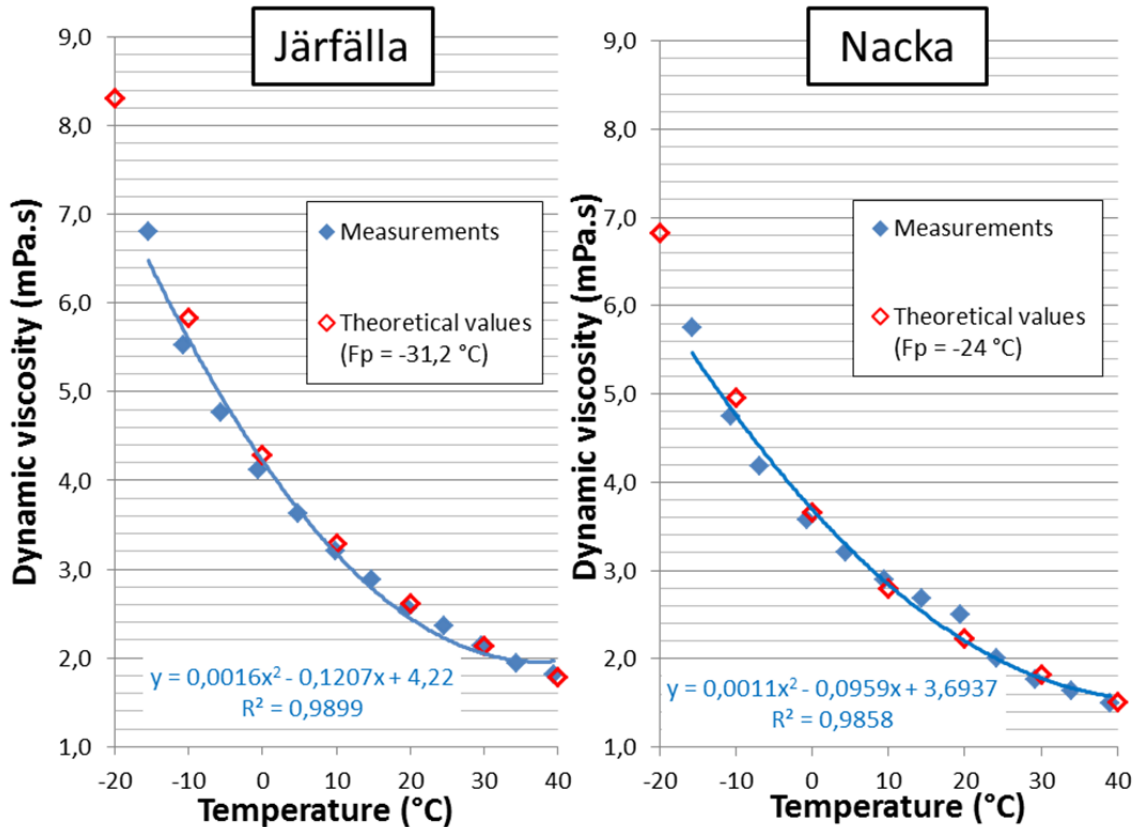 Järfälla
Dynamic viscosity (mPa.s)
9,0
8,0
7,0
6,0
5,0
4,0
3,0
2,0
1,0
Measurements
Theoretical values
(Fp = -31,2 °C)
y = 0,0016x² - 0,1207x + 4,22
R² = 0,9899
-20 -10 0 10 20 30 40
Temperature (°C)
Nacka
Dynamic viscosity (mPa.s)
9,0
8,0
7,0
6,0
5,0
4,0
3,0
2,0
1,0
Measurements
Theoretical values
(Fp = -24 °C)
y = 0,0011x² - 0,0959x + 3,6937
R² = 0,9858
-20 -10 0 10 20 30 40
Temperature (°C)